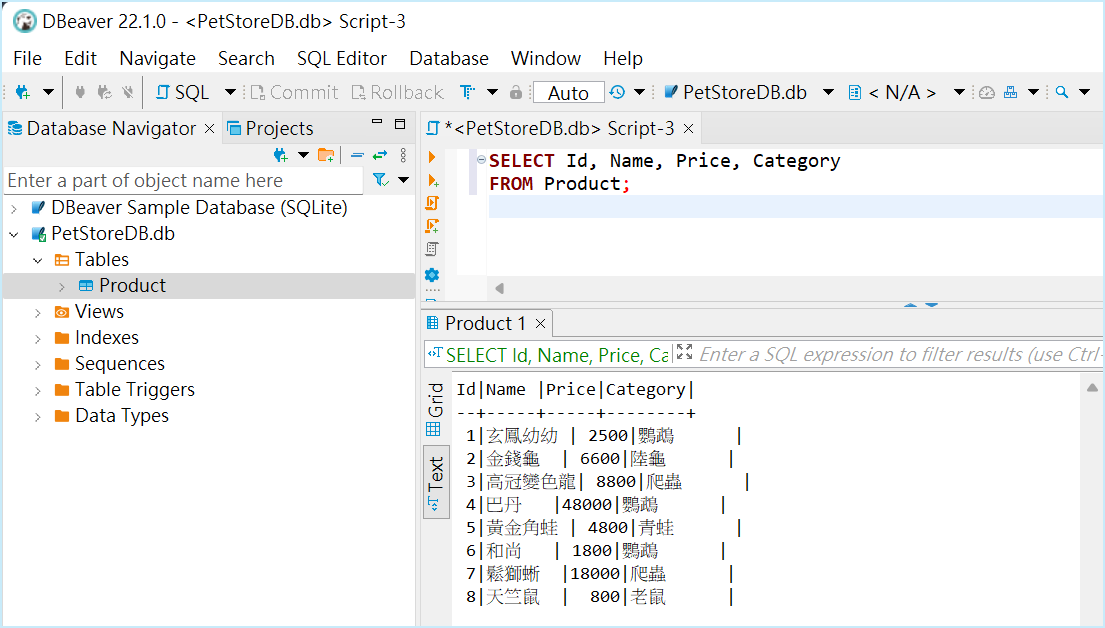 DBeaver 22.1.0 - <PetStoreDB.db> Script-3
File Edit Navigate Search SQL Editor Database Window Help
SQL Commit Rollback Auto PetStoreDB.db < N/A >
Database Navigator Projects
Enter a part of object name here
DBeaver Sample Database (SQLite)
PetStoreDB.db
Tables
Product
Views
Indexes
Sequences
Table Triggers
Data Types
*<PetStoreDB.db> Script-3
SELECT Id, Name, Price, Category
FROM Product;
Product 1
SELECT Id, Name, Price, Ca Enter a SQL expression to filter results (use Ctrl-
Grid
Text
Id|Name |Price|Category|
--+-----+-----+--------+
 1|玄鳳幼幼 | 2500|鸚鵡      |
 2|金錢龜  | 6600|陸龜      |
 3|高冠變色龍| 8800|爬蟲      |
 4|巴丹   |48000|鸚鵡      |
 5|黃金角蛙 | 4800|青蛙      |
 6|和尚   | 1800|鸚鵡      |
 7|鬆獅蜥  |18000|爬蟲      |
 8|天竺鼠  |  800|老鼠      |